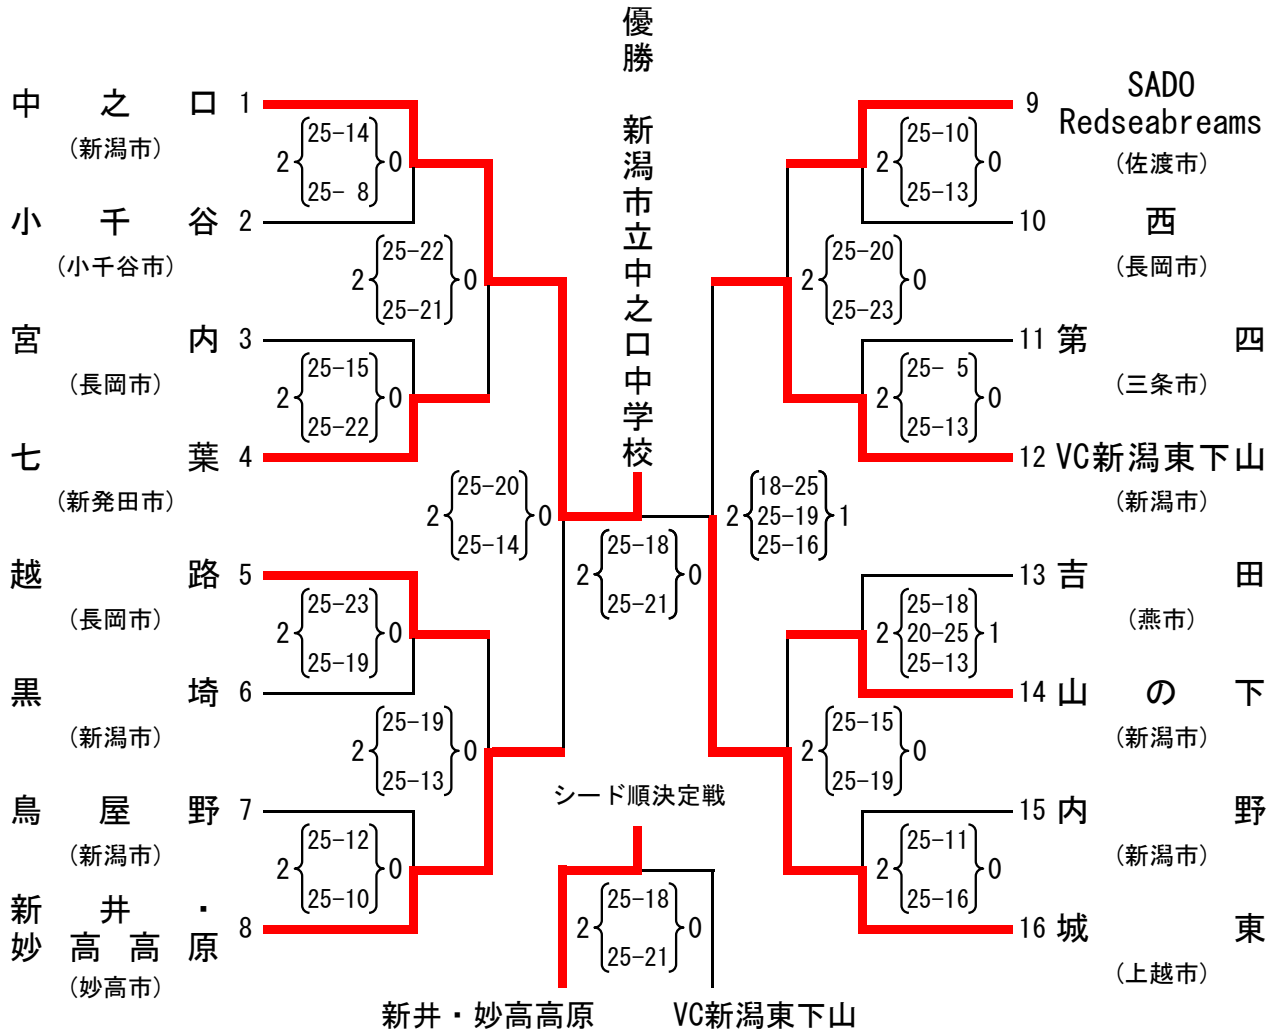 優勝 新潟市立中之口中学校
中之口 1
(新潟市)
25-14
2 0
25- 8
小千谷 2
(小千谷市)
25-22
2 0
25-21
宮内 3
(長岡市)
25-15
2 0
25-22
七葉 4
(新発田市)
25-20
2 0
25-14
越路 5
(長岡市)
25-23
2 0
25-19
黒埼 6
(新潟市)
25-19
2 0
25-13
鳥屋野 7
(新潟市)
25-12
2 0
25-10
新井・
妙高高原 8
(妙高市)
25-18
2 0
25-21
9 SADO
Redseabreams
(佐渡市)
25-10
2 0
25-13
10 西
(長岡市)
25-20
2 0
25-23
11 第四
(三条市)
25- 5
2 0
25-13
12 VC新潟東下山
(新潟市)
18-25
2 25-19 1
25-16
13 吉田
(燕市)
25-18
2 20-25 1
25-13
14 山の下
(新潟市)
25-15
2 0
25-19
15 内野
(新潟市)
25-11
2 0
25-16
16 城東
(上越市)
シード順決定戦
25-18
2 0
25-21
新井・妙高高原 VC新潟東下山